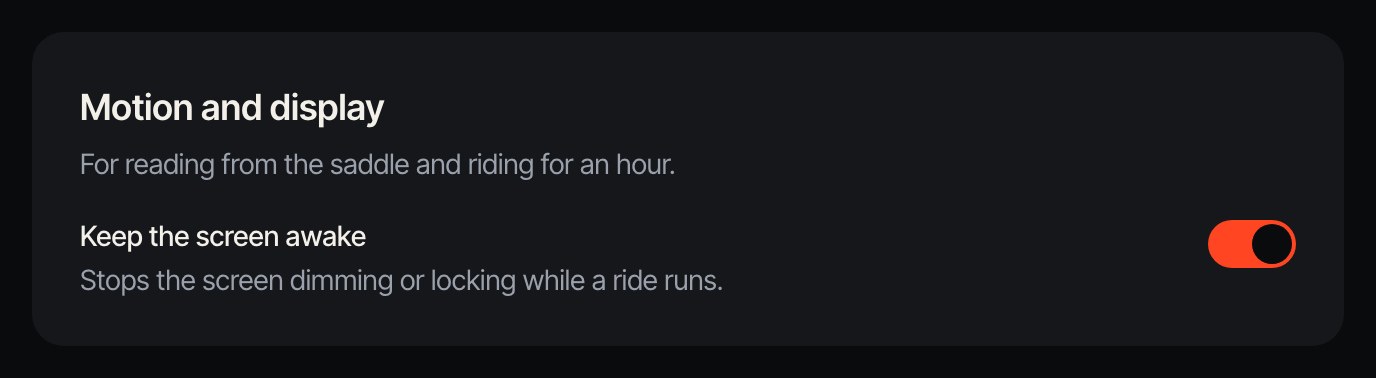 Motion and display
For reading from the saddle and riding for an hour.
Keep the screen awake
Stops the screen dimming or locking while a ride runs.